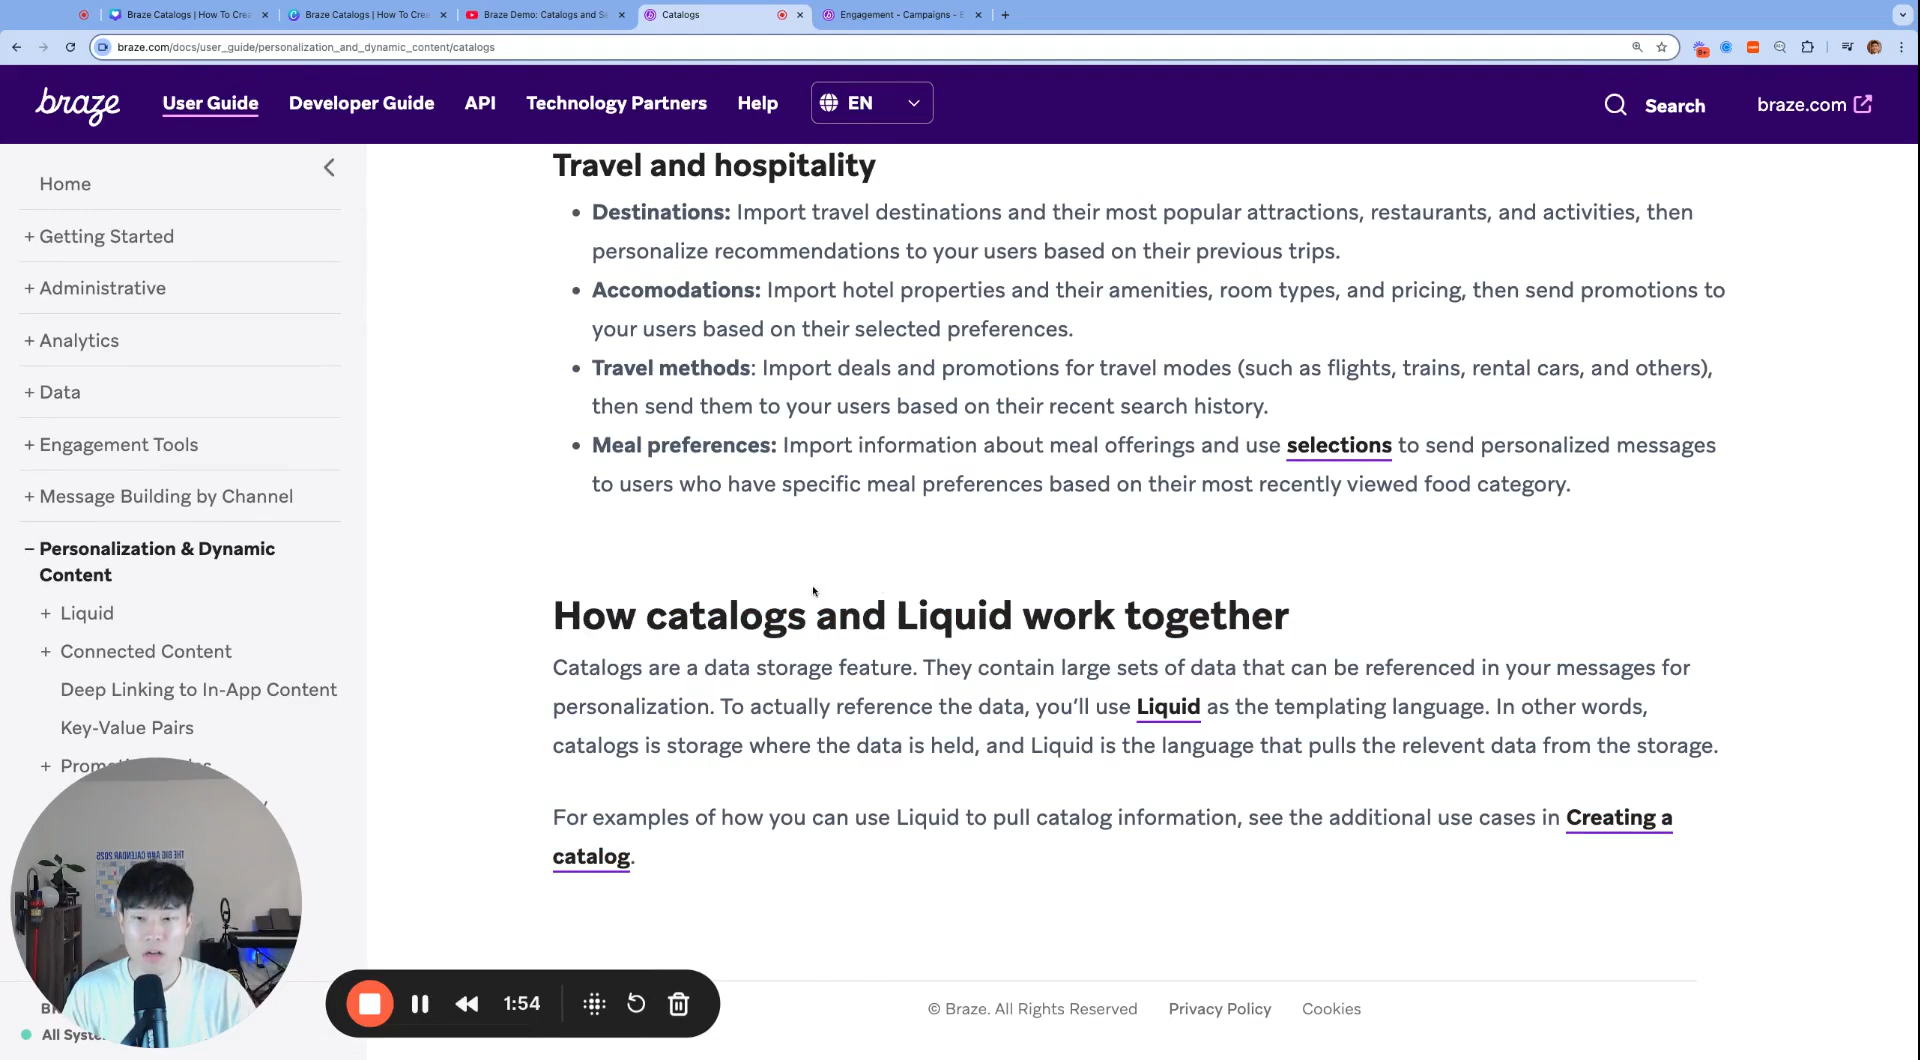 Braze Catalogs | How To Crea
Braze Catalogs | How To Crea
Braze Demo: Catalogs and Se
Catalogs
Engagement - Campaigns - B
braze.com/docs/user_guide/personalization_and_dynamic_content/catalogs
braze
User Guide
Developer Guide
API
Technology Partners
Help
EN
Search
braze.com
Home
+ Getting Started
+ Administrative
+ Analytics
+ Data
+ Engagement Tools
+ Message Building by Channel
– Personalization & Dynamic
Content
+ Liquid
+ Connected Content
Deep Linking to In-App Content
Key-Value Pairs
All Syste
Travel and hospitality
• Destinations: Import travel destinations and their most popular attractions, restaurants, and activities, then
personalize recommendations to your users based on their previous trips.
• Accomodations: Import hotel properties and their amenities, room types, and pricing, then send promotions to
your users based on their selected preferences.
• Travel methods: Import deals and promotions for travel modes (such as flights, trains, rental cars, and others),
then send them to your users based on their recent search history.
• Meal preferences: Import information about meal offerings and use selections to send personalized messages
to users who have specific meal preferences based on their most recently viewed food category.
How catalogs and Liquid work together
Catalogs are a data storage feature. They contain large sets of data that can be referenced in your messages for
personalization. To actually reference the data, you’ll use Liquid as the templating language. In other words,
catalogs is storage where the data is held, and Liquid is the language that pulls the relevent data from the storage.
For examples of how you can use Liquid to pull catalog information, see the additional use cases in Creating a
catalog.
THE BIG A## CALENDAR 2025
1:54
© Braze. All Rights Reserved
Privacy Policy
Cookies